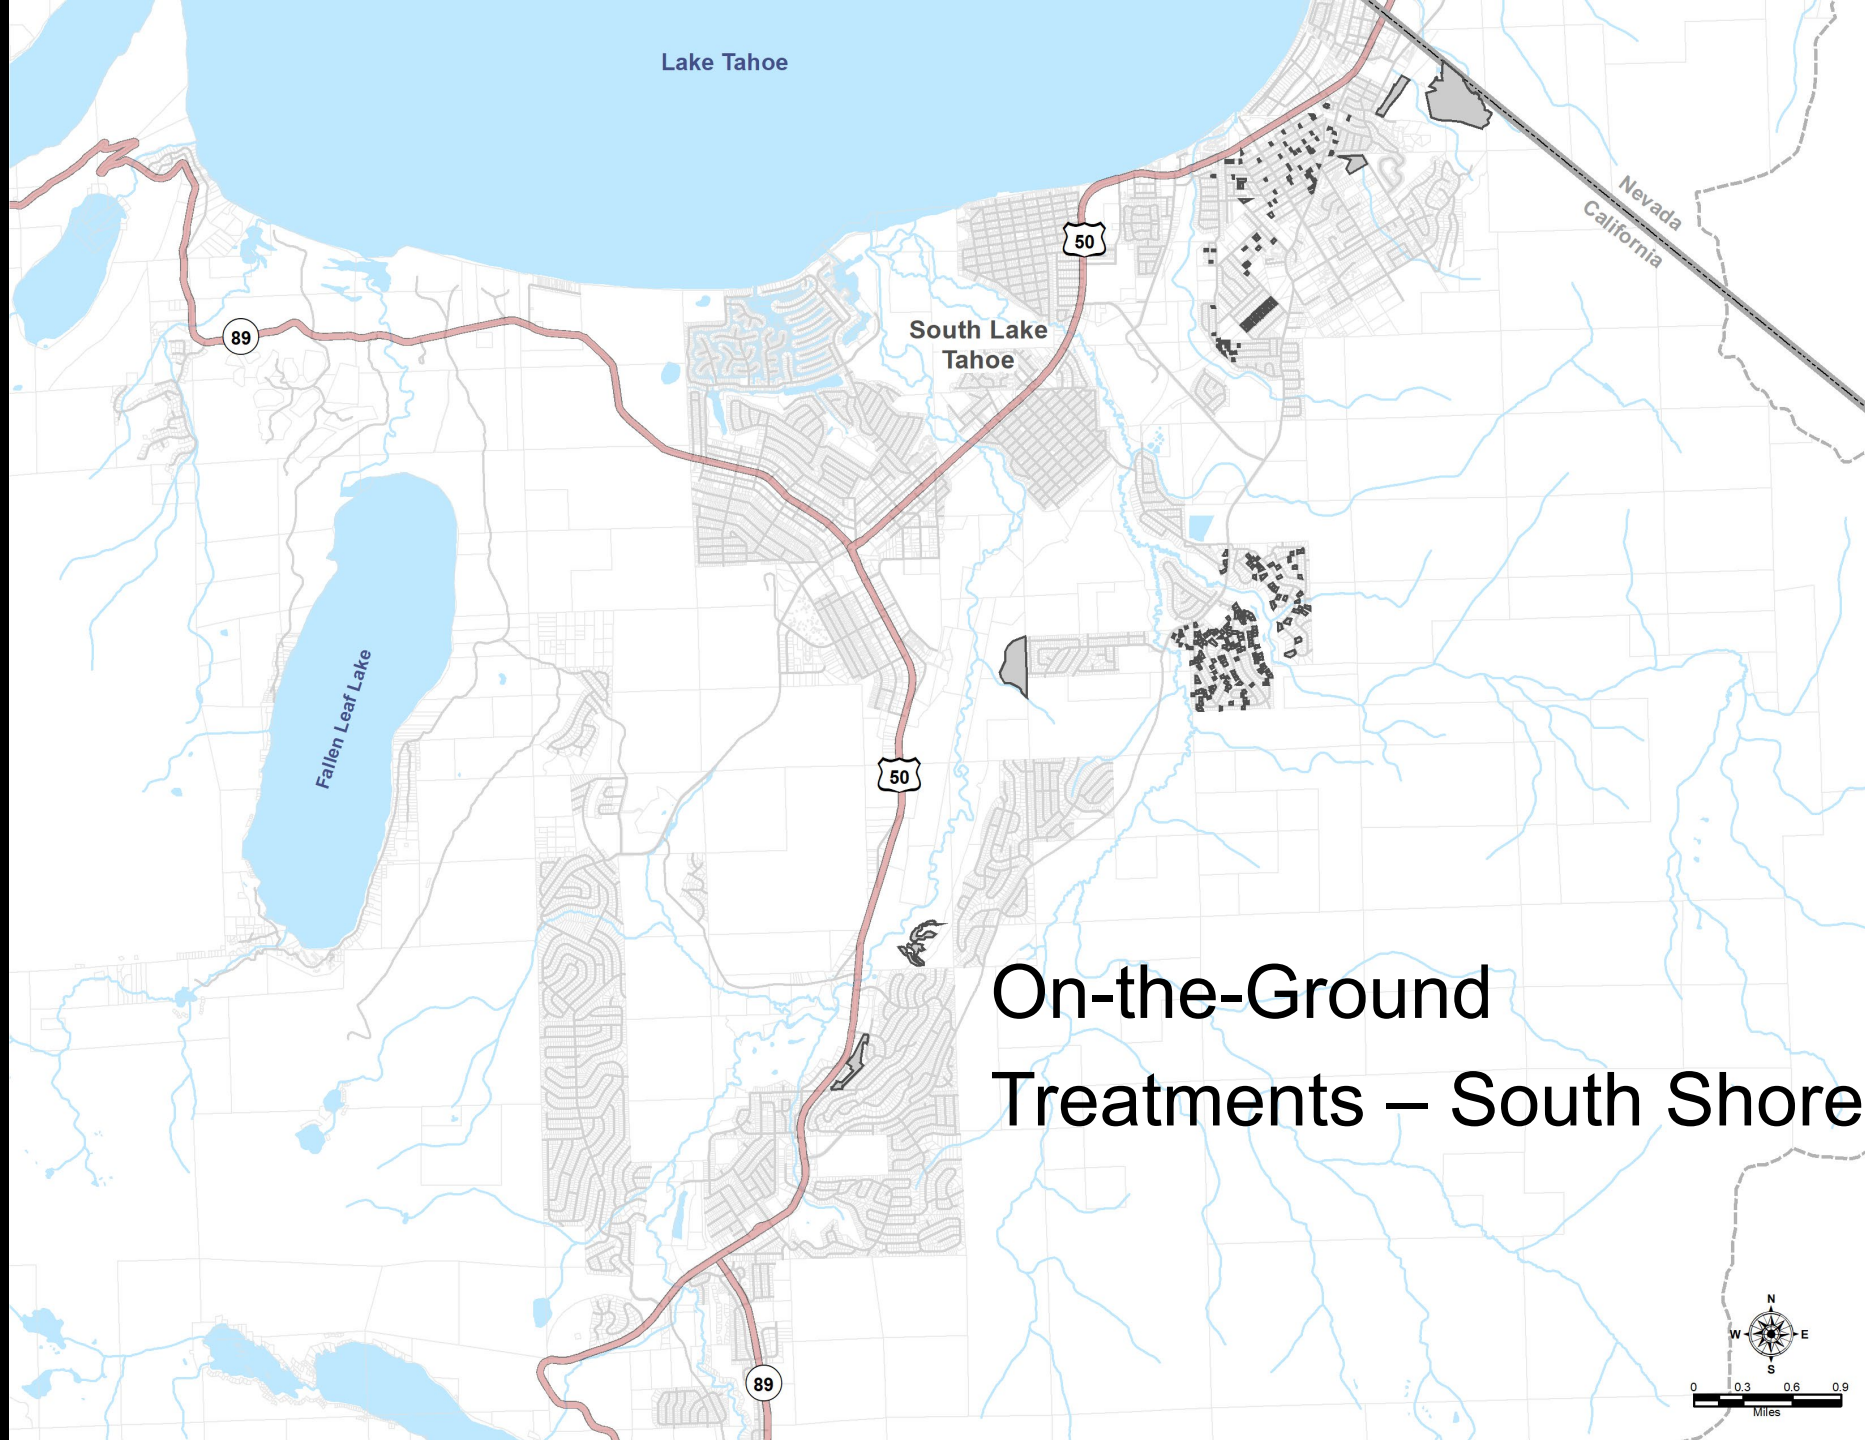 Lake Tahoe
Nevada
California
50
South Lake
Tahoe
89
Fallen Leaf Lake
50
On-the-Ground
Treatments – South Shore
N
W
E
S
0 0.3 0.6 0.9
Miles
89